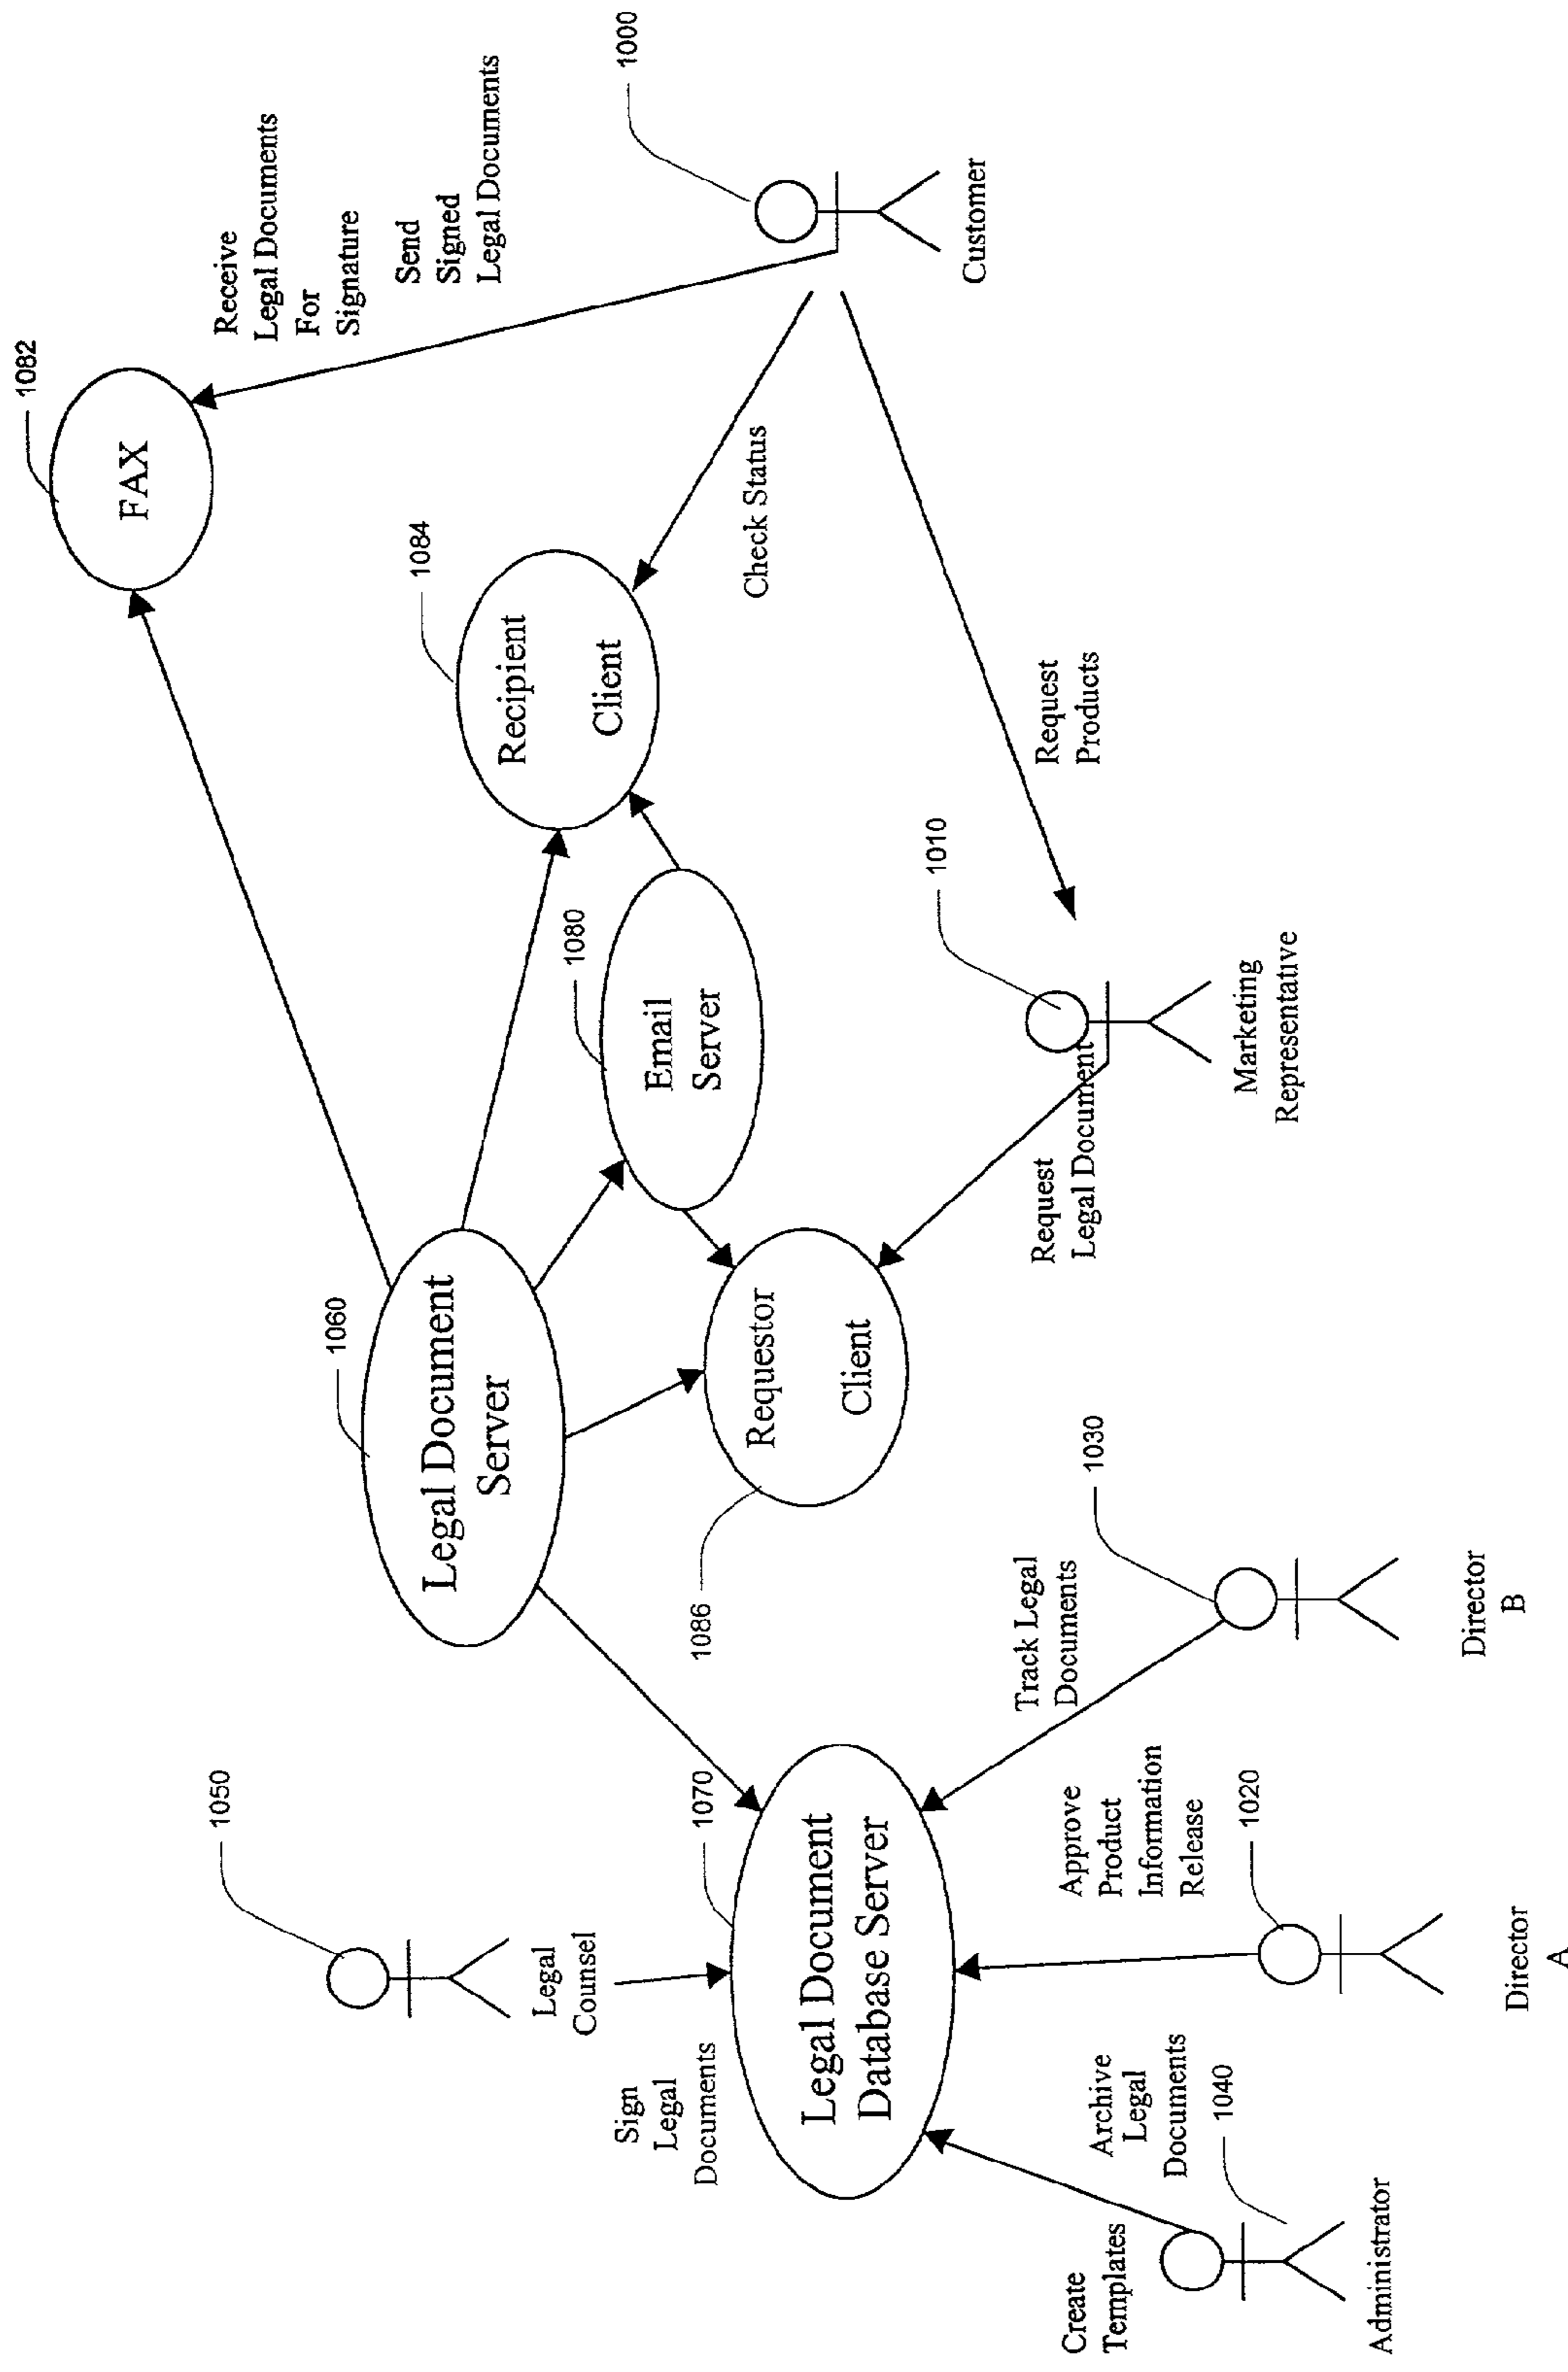 1082
FAX
Receive
Legal Documents
For
Signature
Send
Signed
Legal Documents
1000
Customer
1084
Recipient
Client
Check Status
1060
Legal Document
Server
1080
Email
Server
Request
Products
1010
Marketing
Representative
Request
Legal Document
Requestor
Client
1086
1050
Legal
Counsel
Sign
Legal
Documents
1070
Legal Document
Database Server
Track Legal
Documents
1030
Director
B
Approve
Product
Information
Release
1020
Director
A
Archive
Legal
Documents
1040
Create
Templates
Administrator